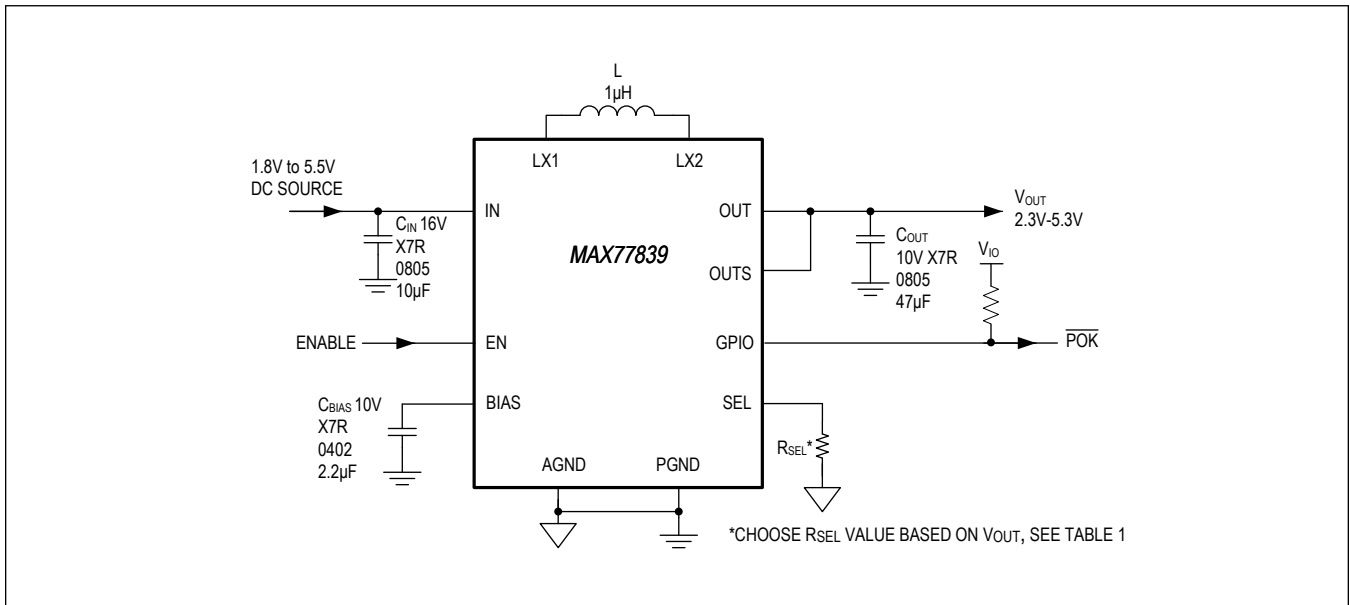 L
1µH
LX1
LX2
1.8V to 5.5V
DC SOURCE
IN
OUT
VOUT
2.3V-5.3V
CIN 16V
X7R
0805
10µF
MAX77839
COUT
10V X7R
0805
47µF
VIO
OUTS
ENABLE
EN
GPIO
POK
CBIAS 10V
X7R
0402
2.2µF
BIAS
SEL
RSEL*
AGND
PGND
*CHOOSE RSEL VALUE BASED ON VOUT, SEE TABLE 1